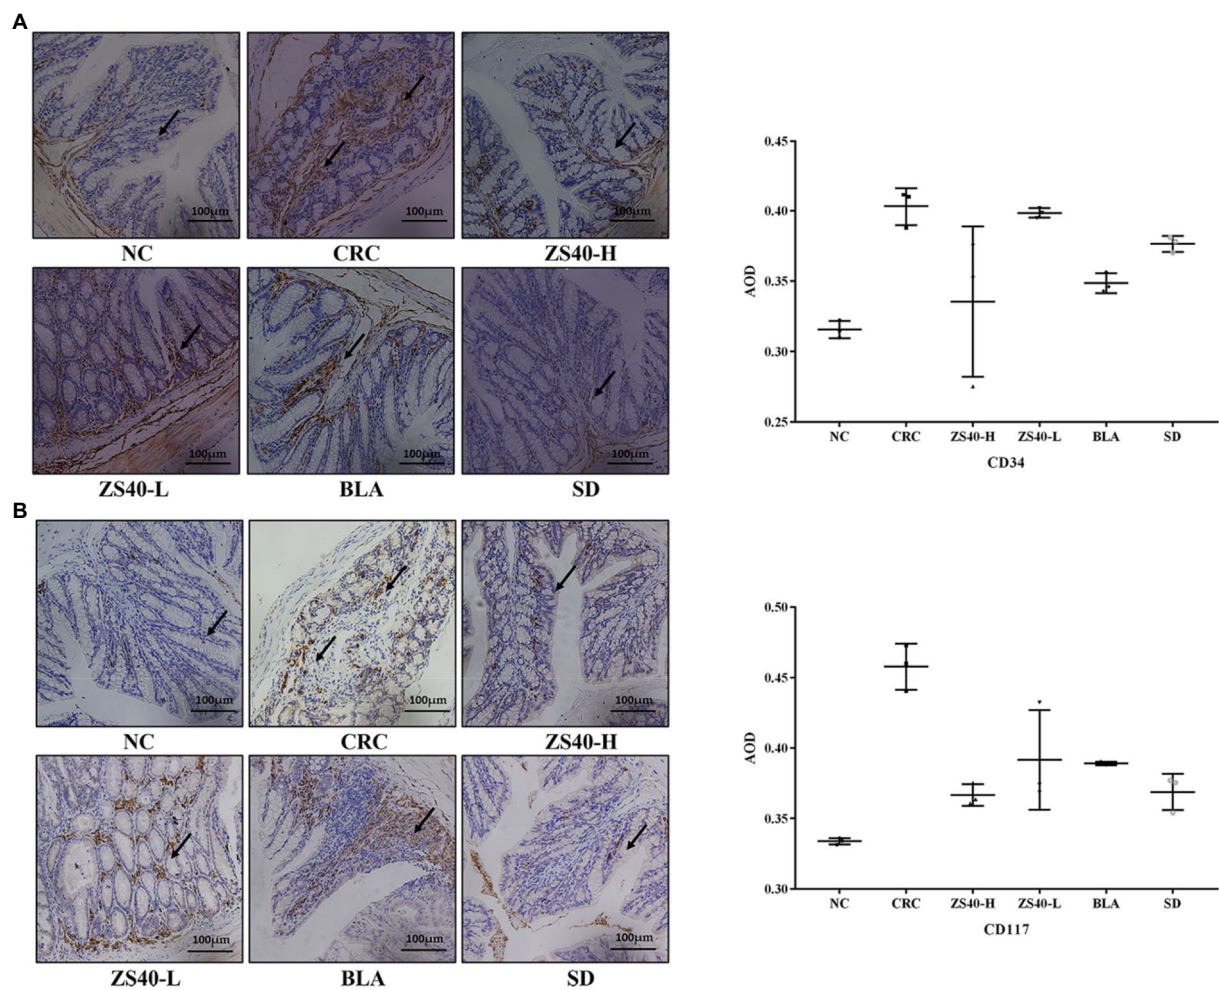 A
100μm 100μm 100μm
NC CRC ZS40-H
100μm 100μm 100μm
ZS40-L BLA SD
0.45
0.40
0.35
0.30
0.25
AOD
NC CRC ZS40-H ZS40-L BLA SD
CD34
B
100μm 100μm 100μm
NC CRC ZS40-H
100μm 100μm 100μm
ZS40-L BLA SD
0.50
0.45
0.40
0.35
0.30
AOD
NC CRC ZS40-H ZS40-L BLA SD
CD117